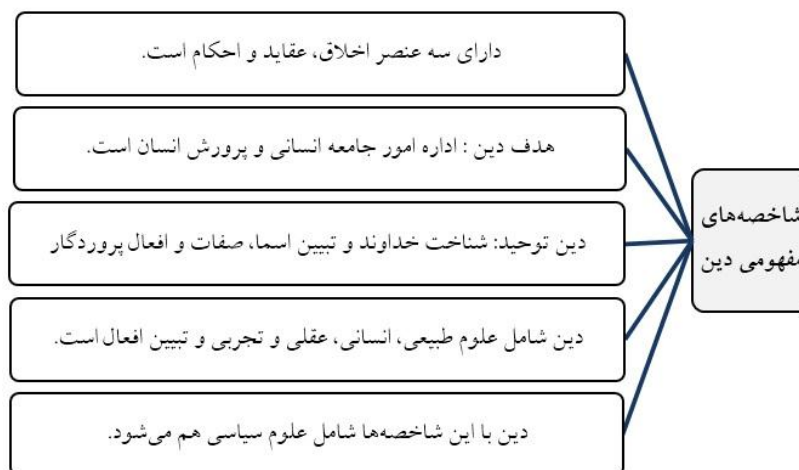 شاخصه‌های
مفهومی دین
دارای سه عنصر اخلاق، عقاید و احکام است.
هدف دین : اداره امور جامعه انسانی و پرورش انسان است.
دین توحید: شناخت خداوند و تبیین اسما، صفات و افعال پروردگار
دین شامل علوم طبیعی، انسانی، عقلی و تجربی و تبیین افعال است.
دین با این شاخصه‌ها شامل علوم سیاسی هم می‌شود.